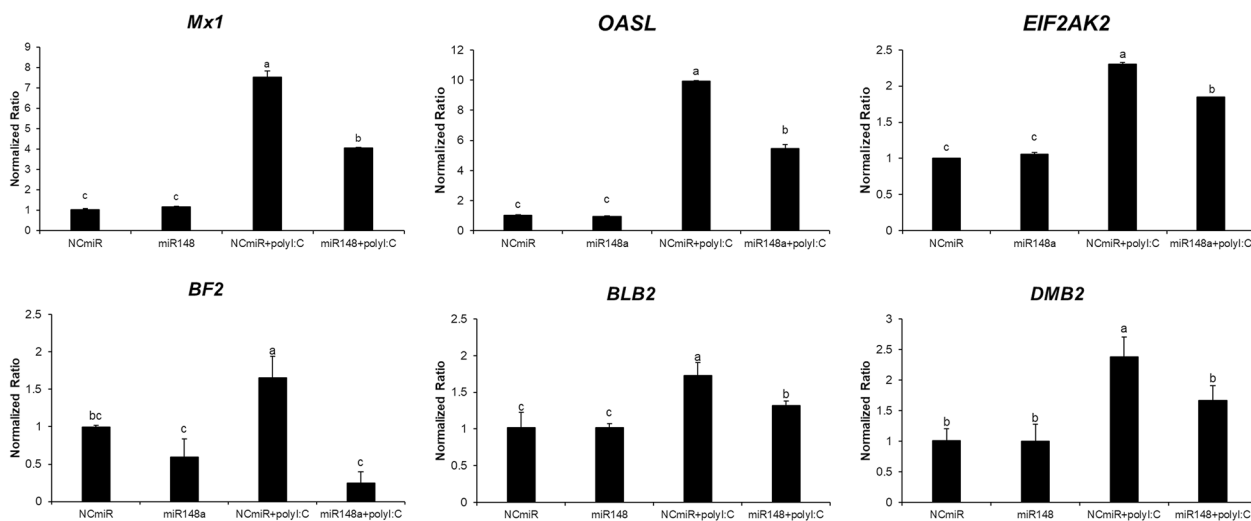 Mx1
Normalized Ratio
9
8
7
6
5
4
3
2
1
0
a
b
c
c
NCmiR miR148 NCmiR+polyI:C miR148+polyI:C
OASL
Normalized Ratio
12
10
8
6
4
2
0
a
b
c
c
NCmiR miR148a NCmiR+polyI:C miR148a+polyI:C
EIF2AK2
Normalized Ratio
2.5
2
1.5
1
0.5
0
a
b
c
c
NCmiR miR148a NCmiR+polyI:C miR148a+polyI:C
BF2
Normalized Ratio
2.5
2
1.5
1
0.5
0
a
bc
c
c
NCmiR miR148a NCmiR+polyI:C miR148a+polyI:C
BLB2
Normalized Ratio
2.5
2
1.5
1
0.5
0
a
b
c
c
NCmiR miR148 NCmiR+polyI:C miR148+polyI:C
DMB2
Normalized Ratio
3
2.5
2
1.5
1
0.5
0
a
b
b
b
NCmiR miR148 NCmiR+polyI:C miR148+polyI:C